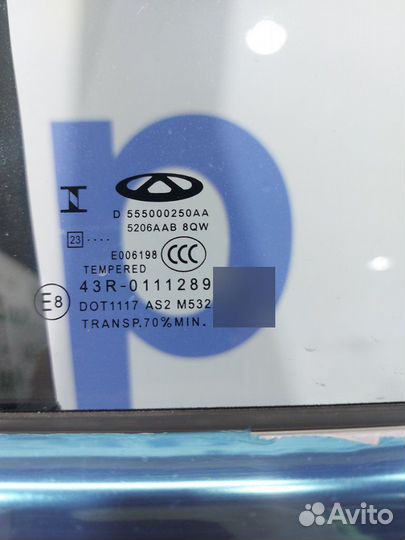 D 555000250AA
5206AAB 8QW
23 ....
E006198 CCC
TEMPERED
43R-0111289
E8
DOT1117 AS2 M532
TRANSP.70%MIN.
Avito